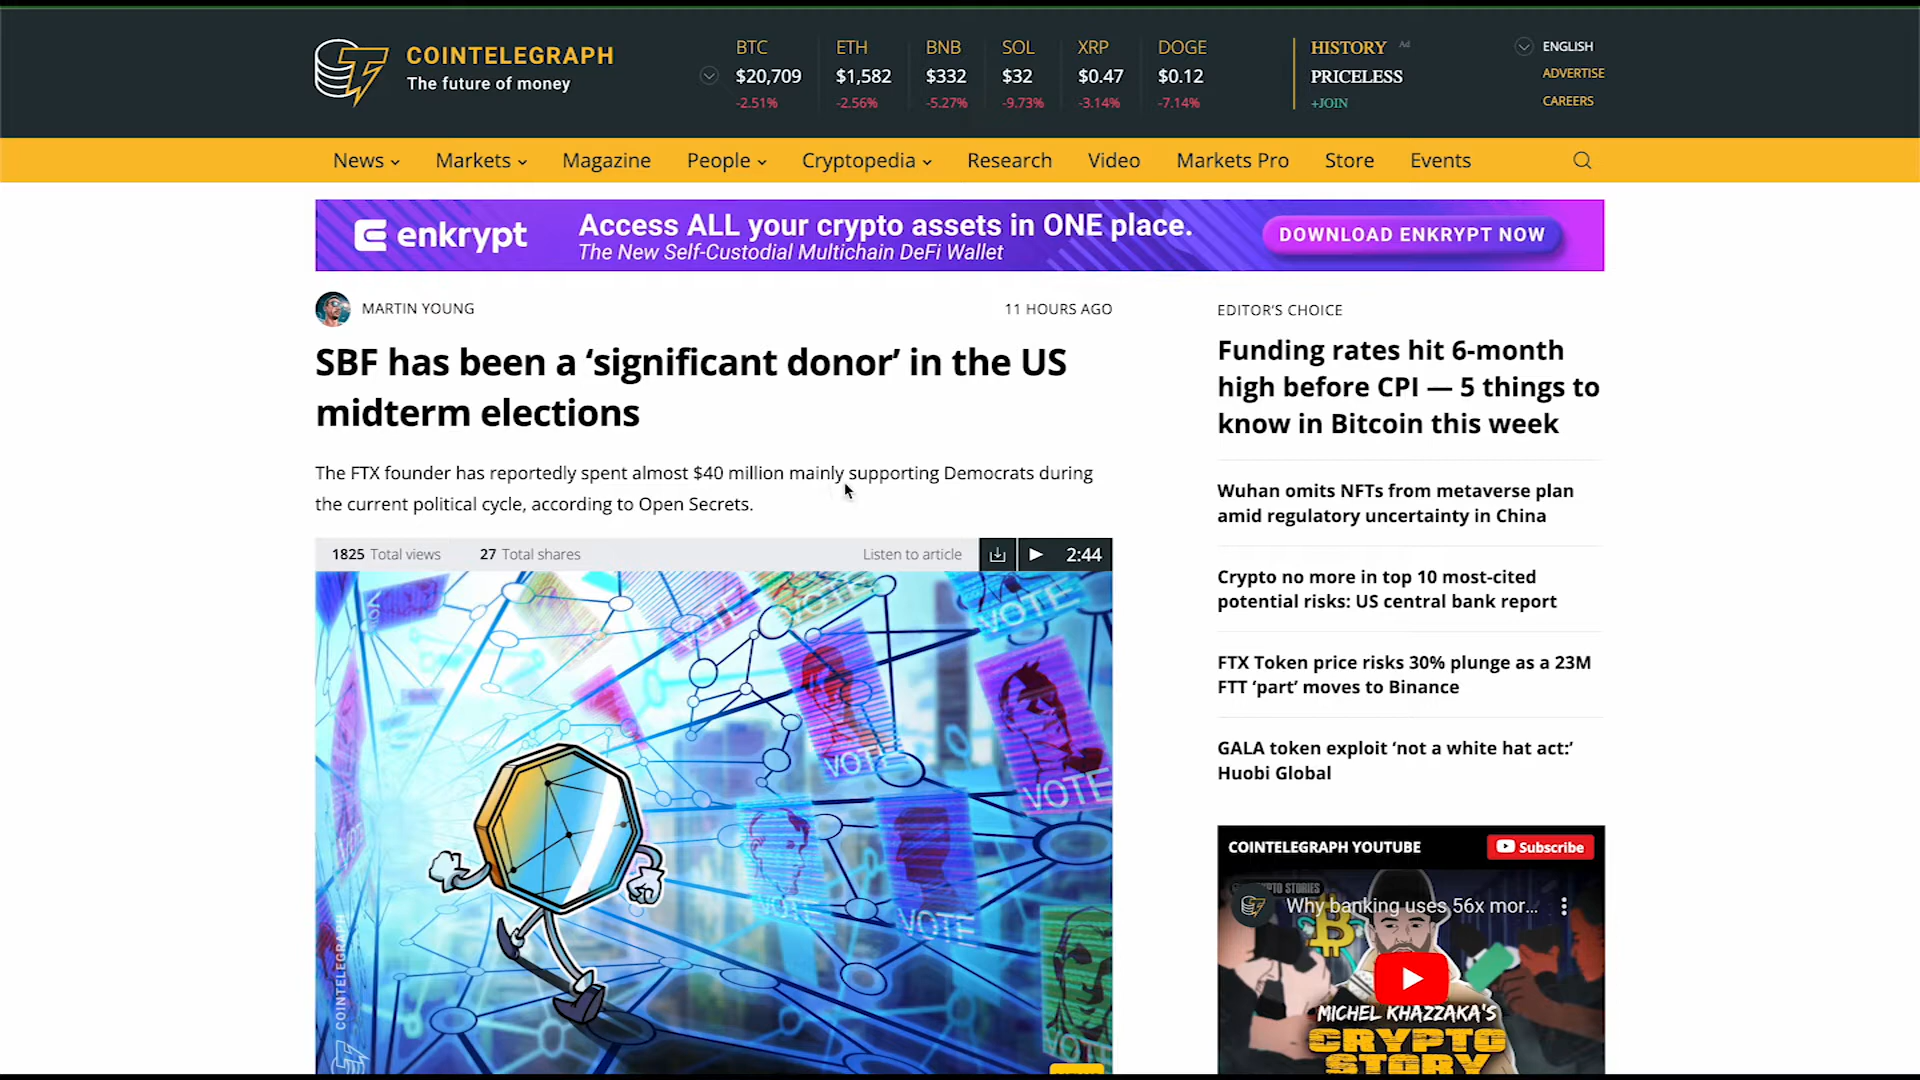 COINTELEGRAPH
The future of money
BTC
$20,709
-2.51%
ETH
$1,582
-2.56%
BNB
$332
-5.27%
SOL
$32
-9.73%
XRP
$0.47
-3.14%
DOGE
$0.12
-7.14%
HISTORY Ad
PRICELESS
+JOIN
ENGLISH
ADVERTISE
CAREERS
News Markets Magazine People Cryptopedia Research Video Markets Pro Store Events
enkrypt
Access ALL your crypto assets in ONE place.
The New Self-Custodial Multichain DeFi Wallet
DOWNLOAD ENKRYPT NOW
MARTIN YOUNG 11 HOURS AGO
SBF has been a ‘significant donor’ in the US
midterm elections
The FTX founder has reportedly spent almost $40 million mainly supporting Democrats during
the current political cycle, according to Open Secrets.
1825 Total views 27 Total shares Listen to article 2:44
VOTE
VOTE
VOTE
VOTE
VOTE
VOTE
VOTE
COINTELEGRAPH
EDITOR’S CHOICE
Funding rates hit 6-month
high before CPI — 5 things to
know in Bitcoin this week
Wuhan omits NFTs from metaverse plan
amid regulatory uncertainty in China
Crypto no more in top 10 most-cited
potential risks: US central bank report
FTX Token price risks 30% plunge as a 23M
FTT ‘part’ moves to Binance
GALA token exploit ‘not a white hat act:’
Huobi Global
COINTELEGRAPH YOUTUBE Subscribe
Why banking uses 56x mor...
MICHEL KHAZZAKA'S
CRYPTO
STORY